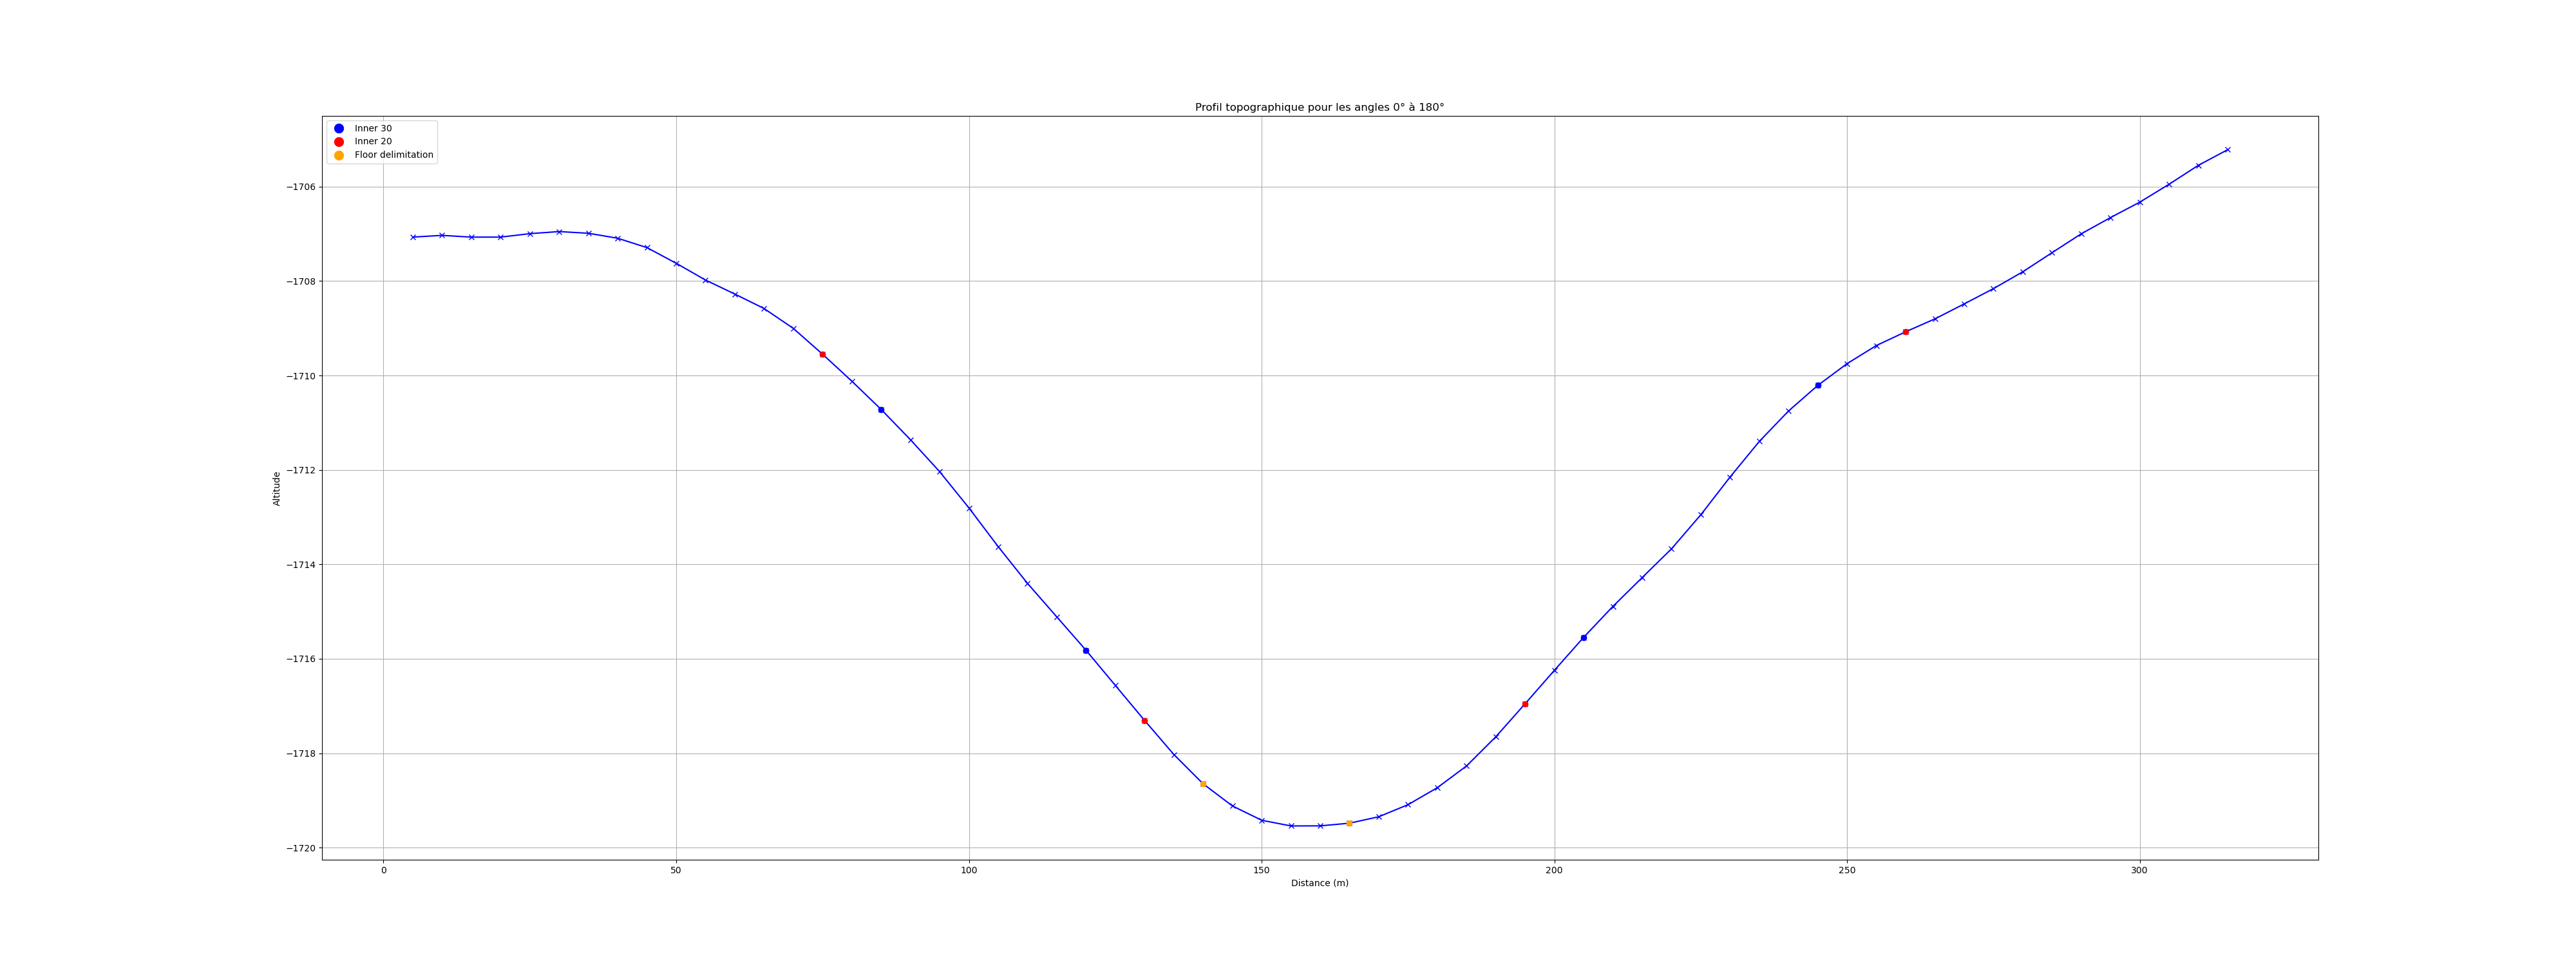 Profil topographique pour les angles 0° à 180°
Inner 30
Inner 20
Floor delimitation
−1706
−1708
−1710
−1712
−1714
−1716
−1718
−1720
Altitude
0 50 100 150 200 250 300
Distance (m)